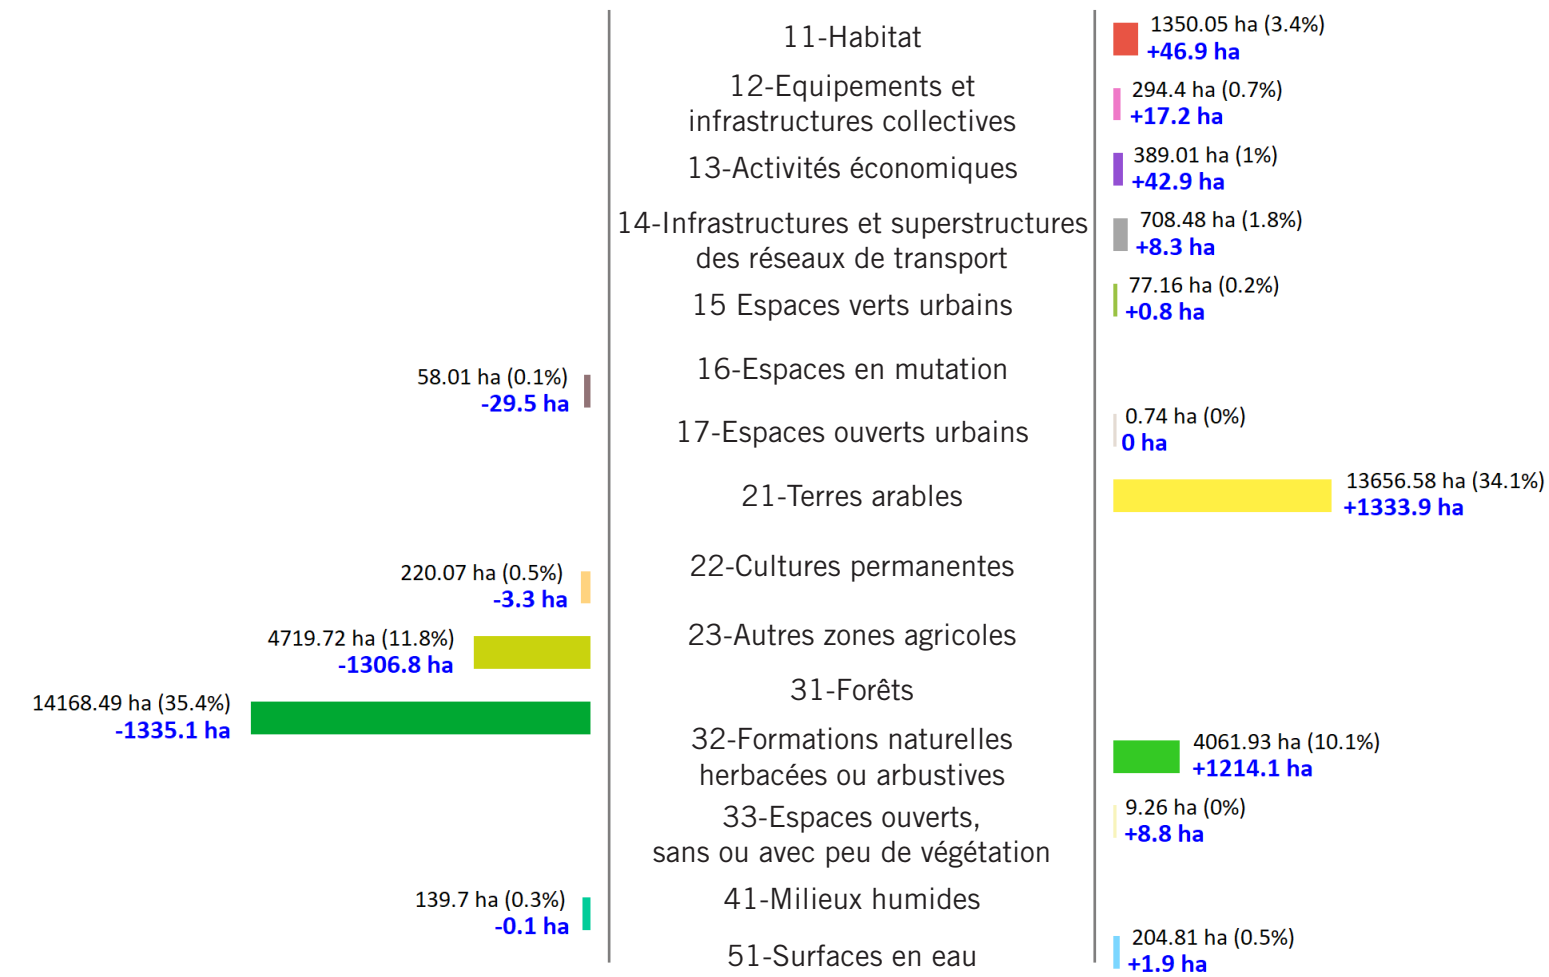 11-Habitat
1350.05 ha (3.4%)
+46.9 ha
12-Equipements et
infrastructures collectives
294.4 ha (0.7%)
+17.2 ha
13-Activités économiques
389.01 ha (1%)
+42.9 ha
14-Infrastructures et superstructures
des réseaux de transport
708.48 ha (1.8%)
+8.3 ha
15 Espaces verts urbains
77.16 ha (0.2%)
+0.8 ha
58.01 ha (0.1%)
-29.5 ha
16-Espaces en mutation
17-Espaces ouverts urbains
0.74 ha (0%)
0 ha
21-Terres arables
13656.58 ha (34.1%)
+1333.9 ha
220.07 ha (0.5%)
-3.3 ha
22-Cultures permanentes
4719.72 ha (11.8%)
-1306.8 ha
23-Autres zones agricoles
14168.49 ha (35.4%)
-1335.1 ha
31-Forêts
32-Formations naturelles
herbacées ou arbustives
4061.93 ha (10.1%)
+1214.1 ha
33-Espaces ouverts,
sans ou avec peu de végétation
9.26 ha (0%)
+8.8 ha
139.7 ha (0.3%)
-0.1 ha
41-Milieux humides
51-Surfaces en eau
204.81 ha (0.5%)
+1.9 ha